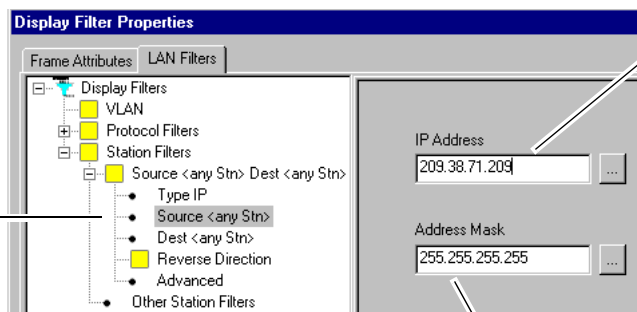 Display Filter Properties
Frame Attributes
LAN Filters
Display Filters
VLAN
Protocol Filters
Station Filters
Source <any Stn> Dest <any Stn>
Type IP
Source <any Stn>
Dest <any Stn>
Reverse Direction
Advanced
Other Station Filters
IP Address
209.38.71.209
...
Address Mask
255.255.255.255
...